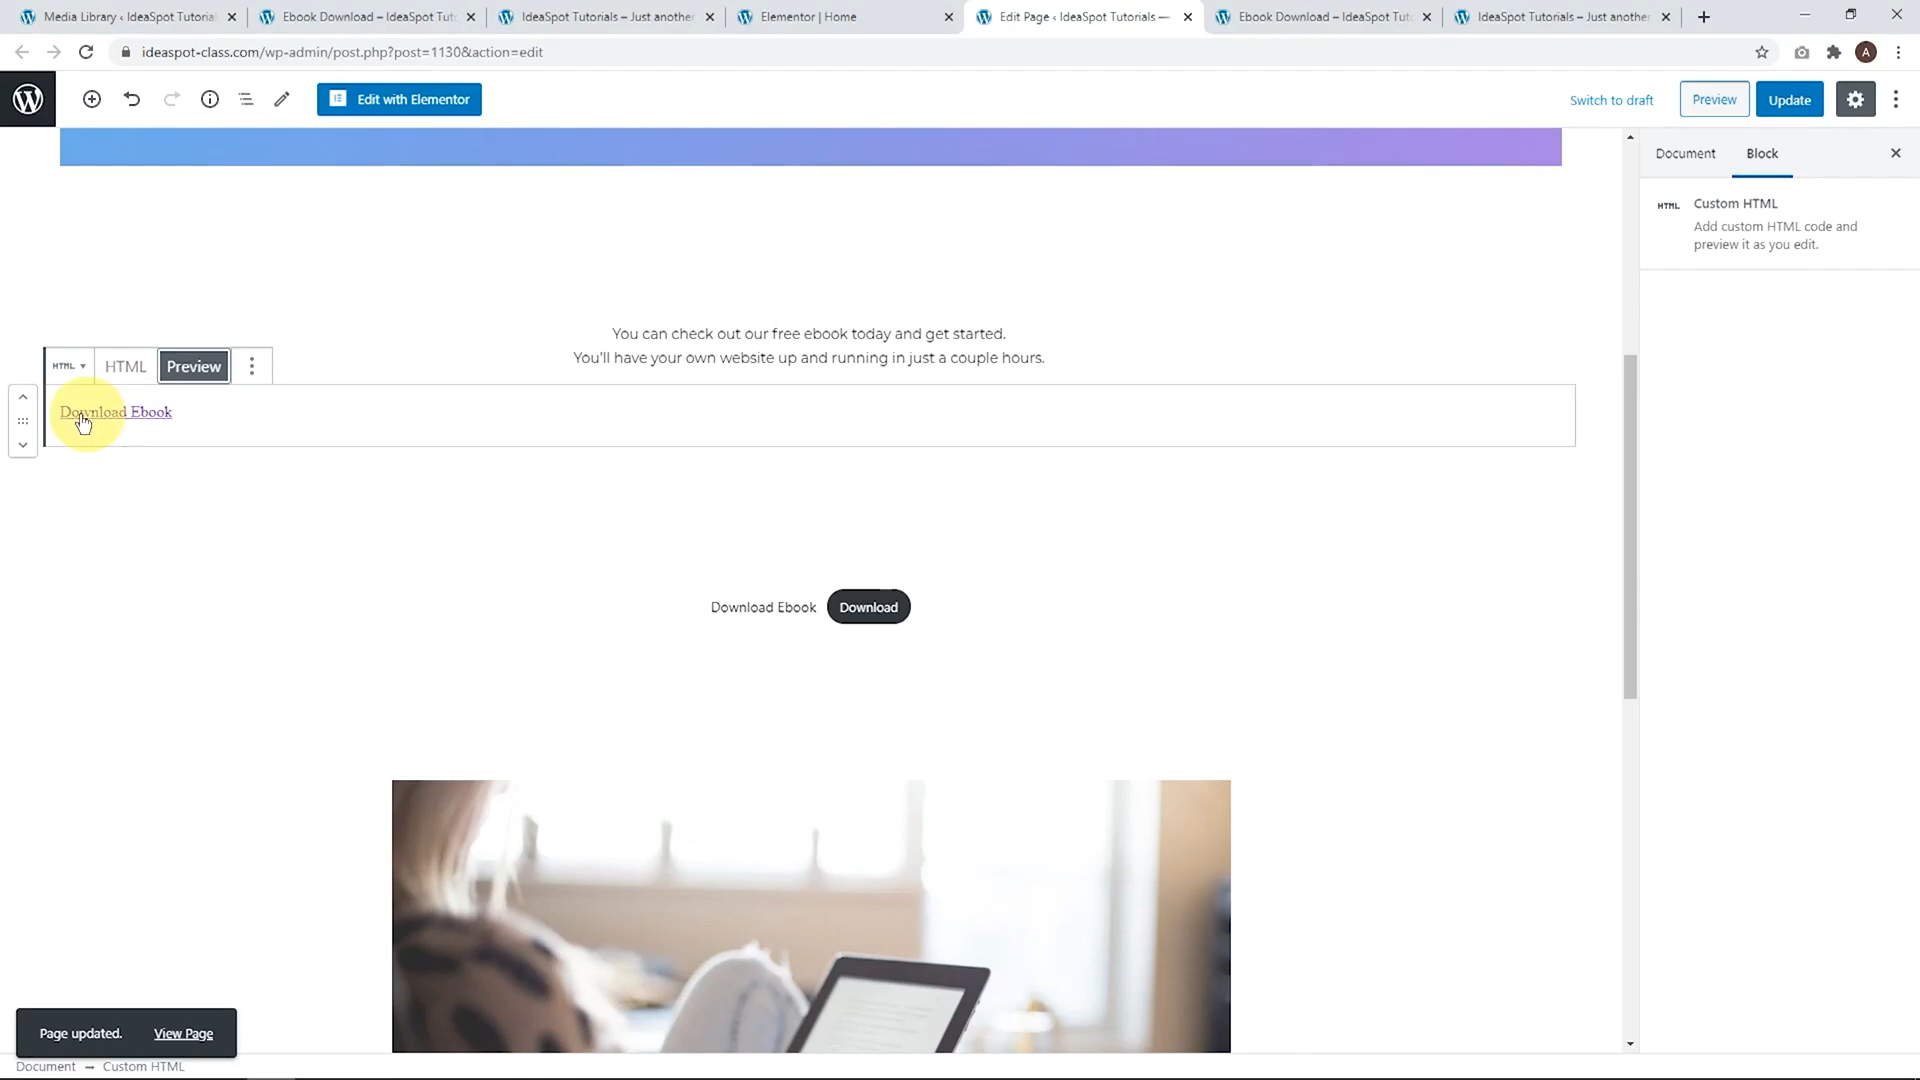 Media Library ‹ IdeaSpot Tutorial
Ebook Download – IdeaSpot Tuto
IdeaSpot Tutorials – Just another
Elementor | Home
Edit Page ‹ IdeaSpot Tutorials —
Ebook Download – IdeaSpot Tuto
IdeaSpot Tutorials – Just another
ideaspot-class.com/wp-admin/post.php?post=1130&action=edit
A
Edit with Elementor
Switch to draft
Preview
Update
Document
Block
HTML
Custom HTML
Add custom HTML code and
preview it as you edit.
You can check out our free ebook today and get started.
You'll have your own website up and running in just a couple hours.
HTML
HTML
Preview
Download Ebook
Download Ebook
Download
Page updated.
View Page
Document → Custom HTML